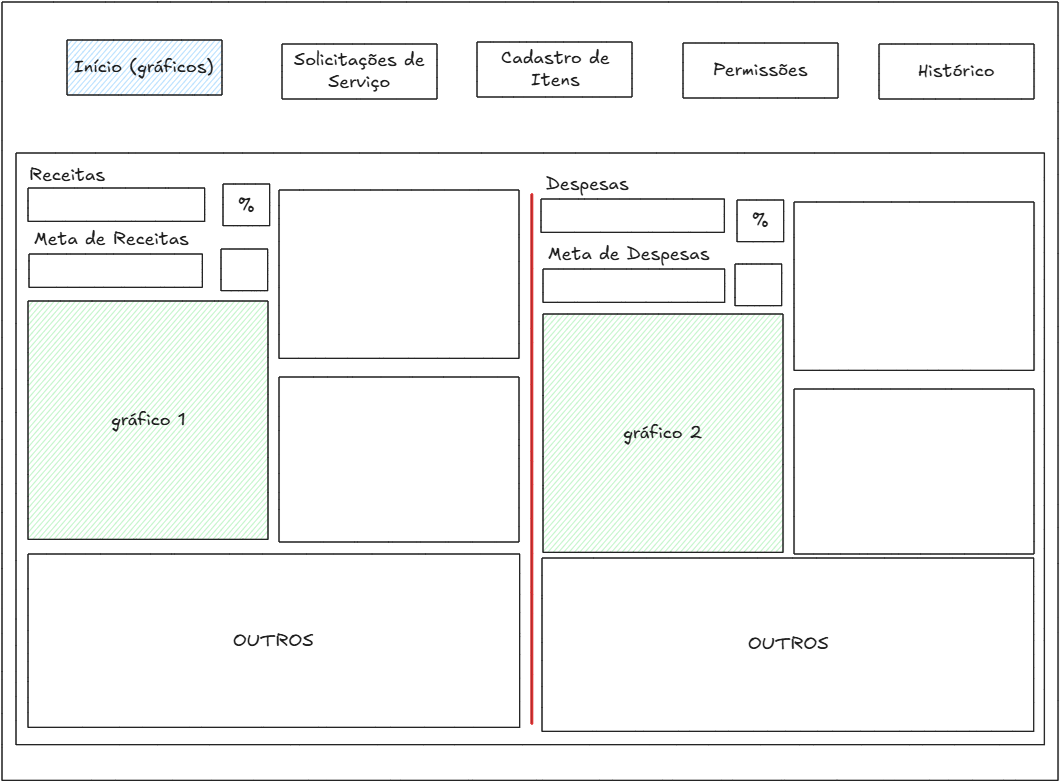 Início (gráficos)
Solicitações de
Serviço
Cadastro de
Itens
Permissões
Histórico
Receitas
%
Meta de Receitas
gráfico 1
OUTROS
Despesas
%
Meta de Despesas
gráfico 2
OUTROS